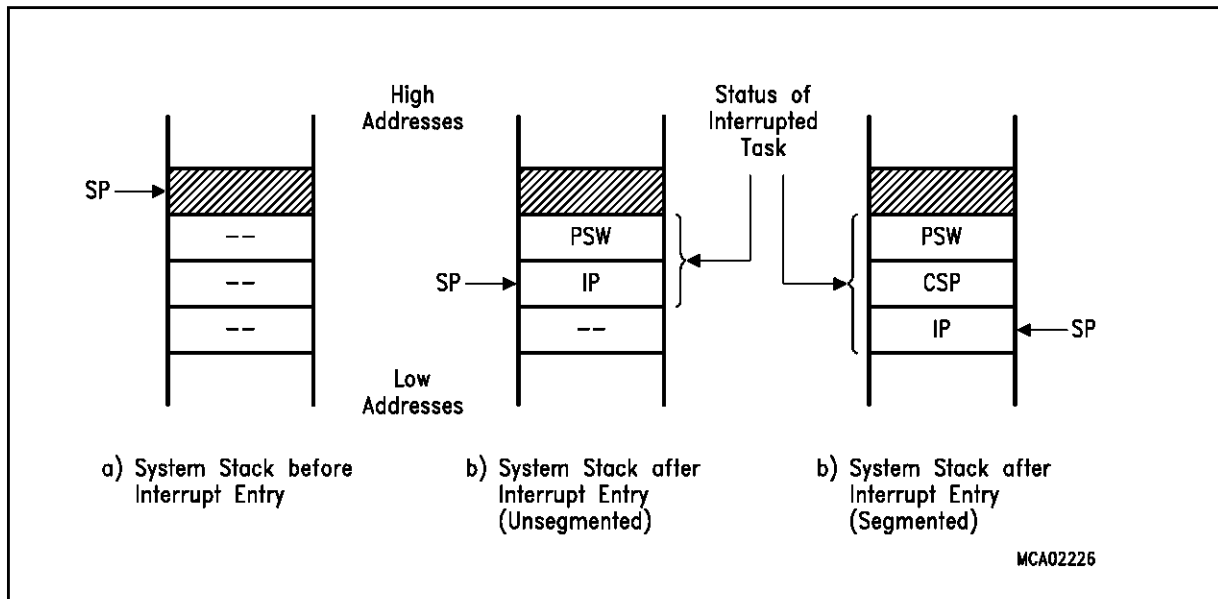 High
Addresses
Status of
Interrupted
Task
SP
--
--
--
PSW
SP
IP
--
PSW
CSP
IP
SP
Low
Addresses
a) System Stack before
Interrupt Entry
b) System Stack after
Interrupt Entry
(Unsegmented)
b) System Stack after
Interrupt Entry
(Segmented)
MCA02226